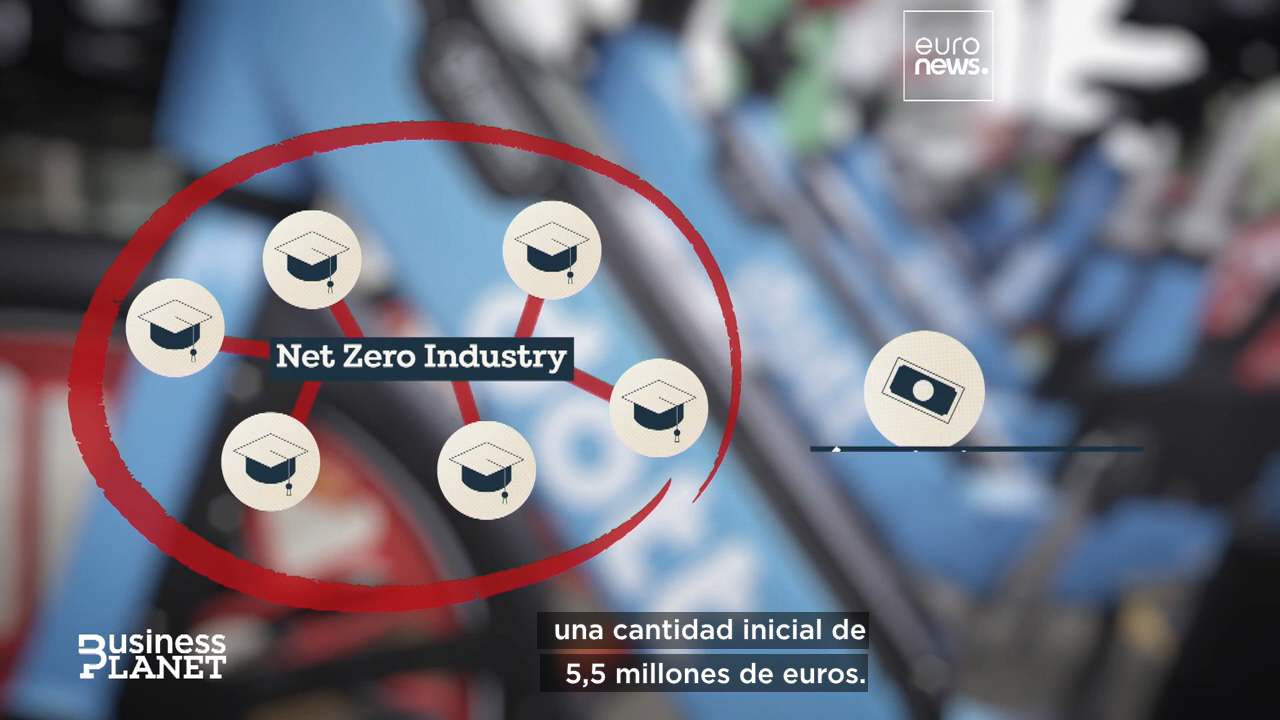 euro
news.
Net Zero Industry
una cantidad inicial de
5,5 millones de euros.
Business
PLANET